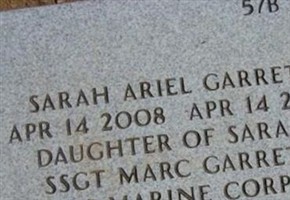 57B
SARAH ARIEL GARRET
APR 14 2008 APR 14 2
DAUGHTER OF SARA
SSGT MARC GARRET
MARINE CORP